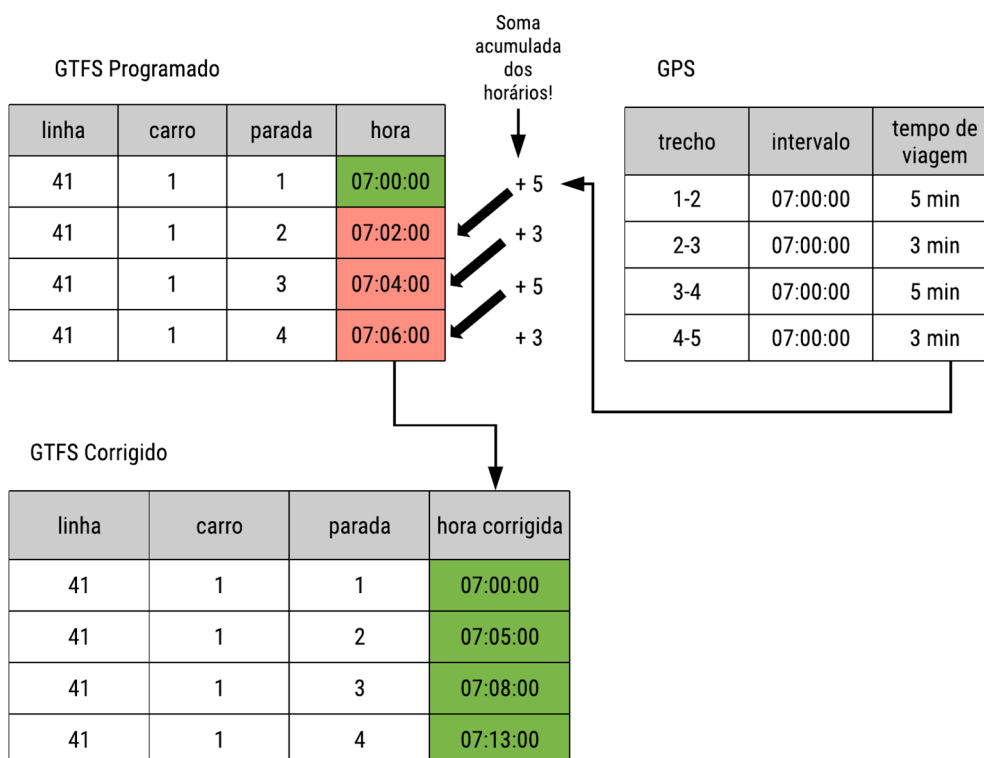 Soma
acumulada
dos
horários!
GTFS Programado
GPS
linha carro parada hora
41 1 1 07:00:00
41 1 2 07:02:00
41 1 3 07:04:00
41 1 4 07:06:00
+ 5
+ 3
+ 5
+ 3
trecho intervalo tempo de
viagem
1-2 07:00:00 5 min
2-3 07:00:00 3 min
3-4 07:00:00 5 min
4-5 07:00:00 3 min
GTFS Corrigido
linha carro parada hora corrigida
41 1 1 07:00:00
41 1 2 07:05:00
41 1 3 07:08:00
41 1 4 07:13:00